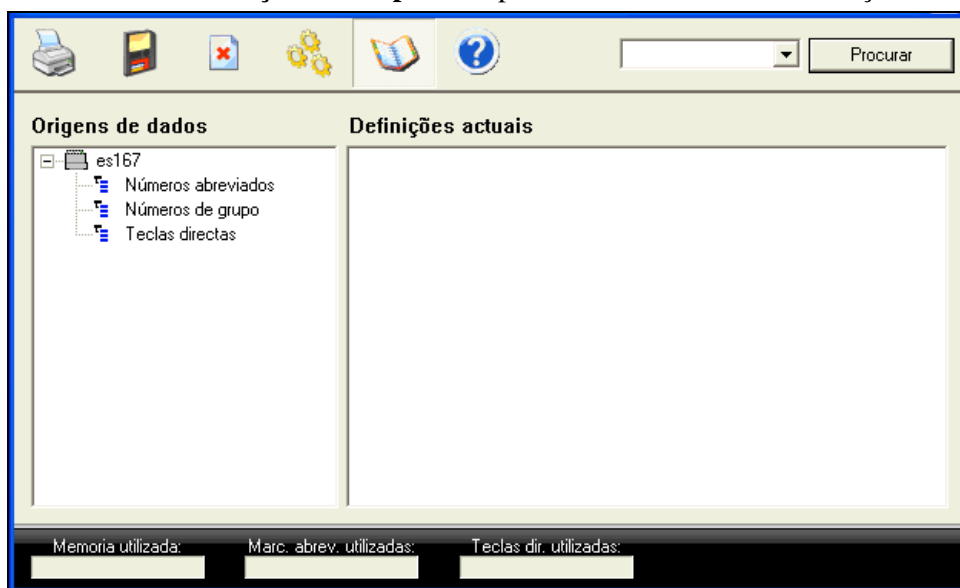 Procurar
Origens de dados
Definições actuais
es167
Números abreviados
Números de grupo
Teclas directas
Memoria utilizada:
Marc. abrev. utilizadas:
Teclas dir. utilizadas: